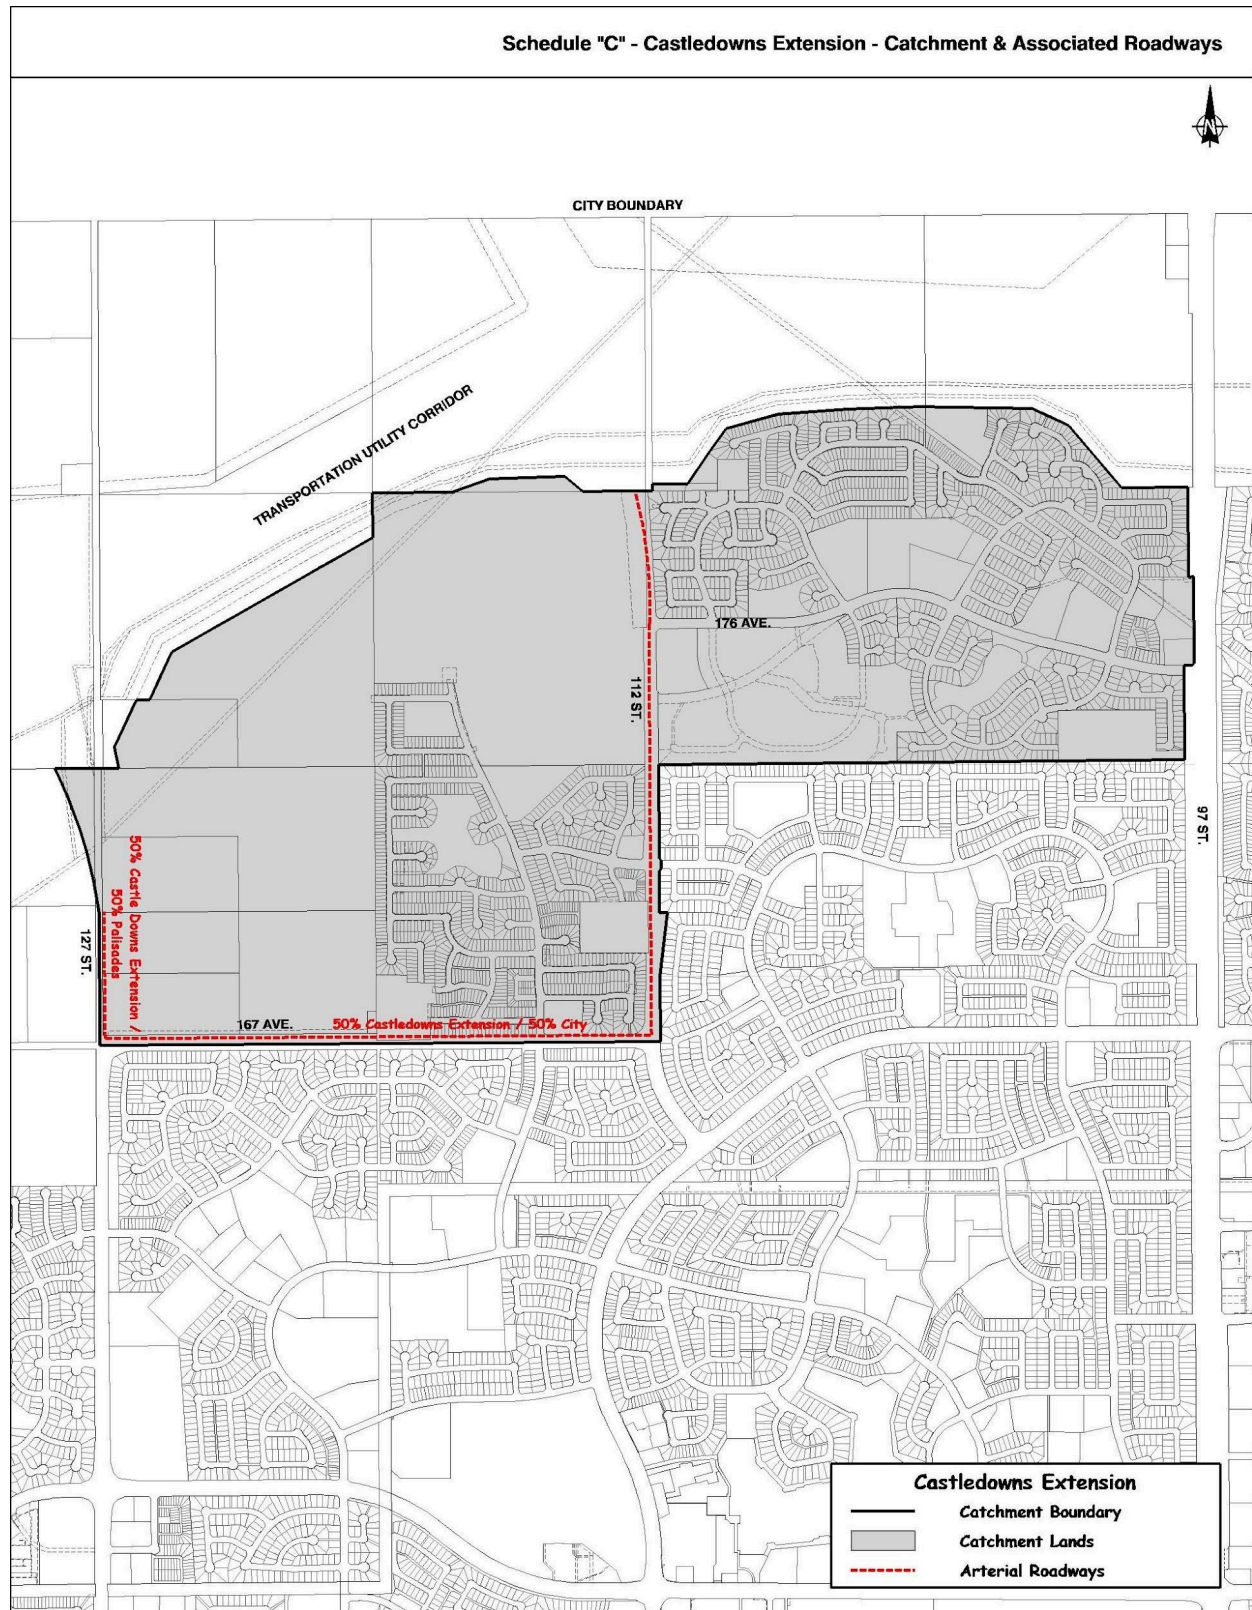 Schedule "C" - Castledowns Extension - Catchment & Associated Roadways
N
CITY BOUNDARY
TRANSPORTATION UTILITY CORRIDOR
176 AVE.
112 ST.
97 ST.
50% Castle Downs Extension /
50% Palisades
127 ST.
167 AVE.
50% Castledowns Extension / 50% City
Castledowns Extension
Catchment Boundary
Catchment Lands
Arterial Roadways